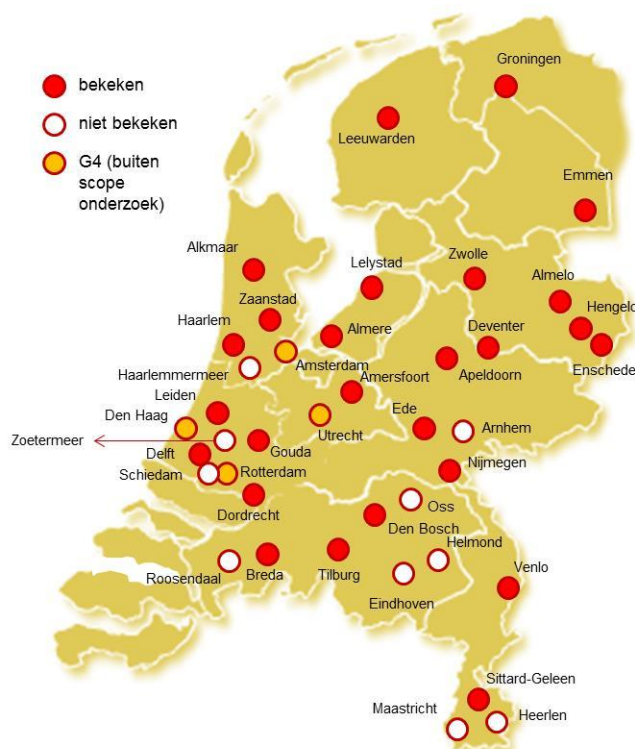 bekeken
niet bekeken
G4 (buiten
scope
onderzoek)
Groningen
Leeuwarden
Emmen
Alkmaar
Lelystad
Zwolle
Almelo
Zaanstad
Hengelo
Haarlem
Almere
Deventer
Enschede
Haarlemmermeer
Amsterdam
Amersfoort
Apeldoorn
Leiden
Den Haag
Utrecht
Ede
Arnhem
Zoetermeer
Gouda
Delft
Schiedam
Rotterdam
Nijmegen
Dordrecht
Oss
Den Bosch
Helmond
Roosendaal
Breda
Tilburg
Eindhoven
Venlo
Sittard-Geleen
Maastricht
Heerlen